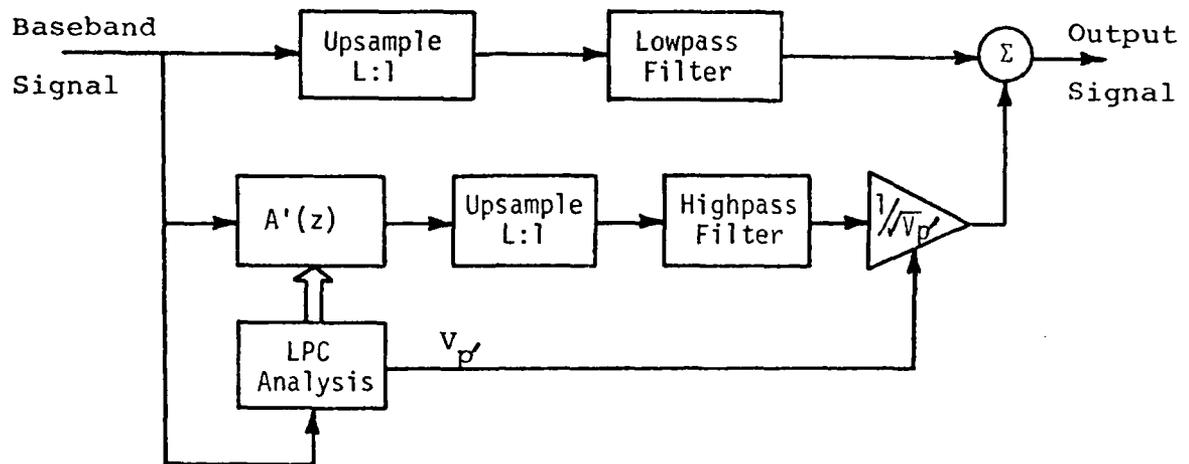 Baseband
Signal
Upsample
L:1
Lowpass
Filter
Σ
Output
Signal
A'(z)
Upsample
L:1
Highpass
Filter
1/√Vp'
LPC
Analysis
Vp'